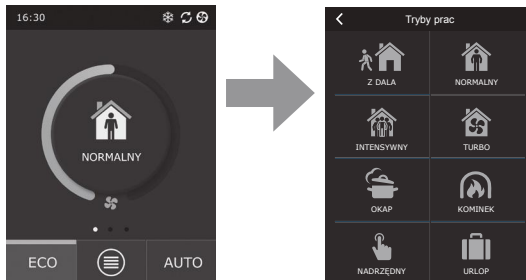 16:30
NORMALNY
ECO
AUTO
Tryby prac
Z DALA
NORMALNY
INTENSYWNY
TURBO
OKAP
KOMINEK
NADRZĘDNY
URLOP